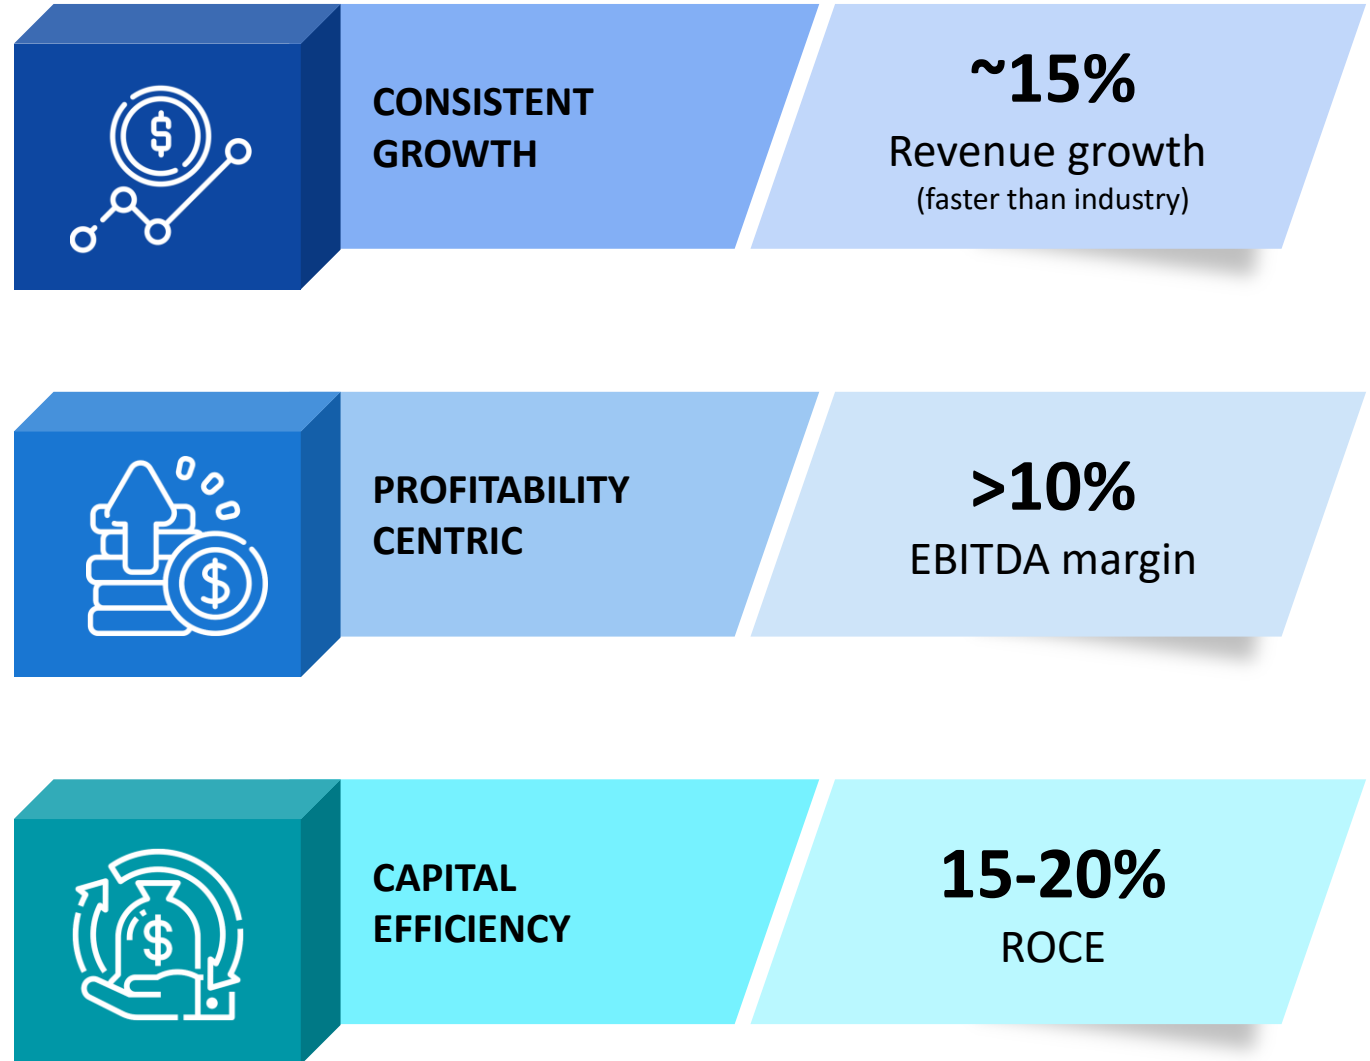 CONSISTENT
GROWTH
~15%
Revenue growth
(faster than industry)
PROFITABILITY
CENTRIC
>10%
EBITDA margin
CAPITAL
EFFICIENCY
15-20%
ROCE